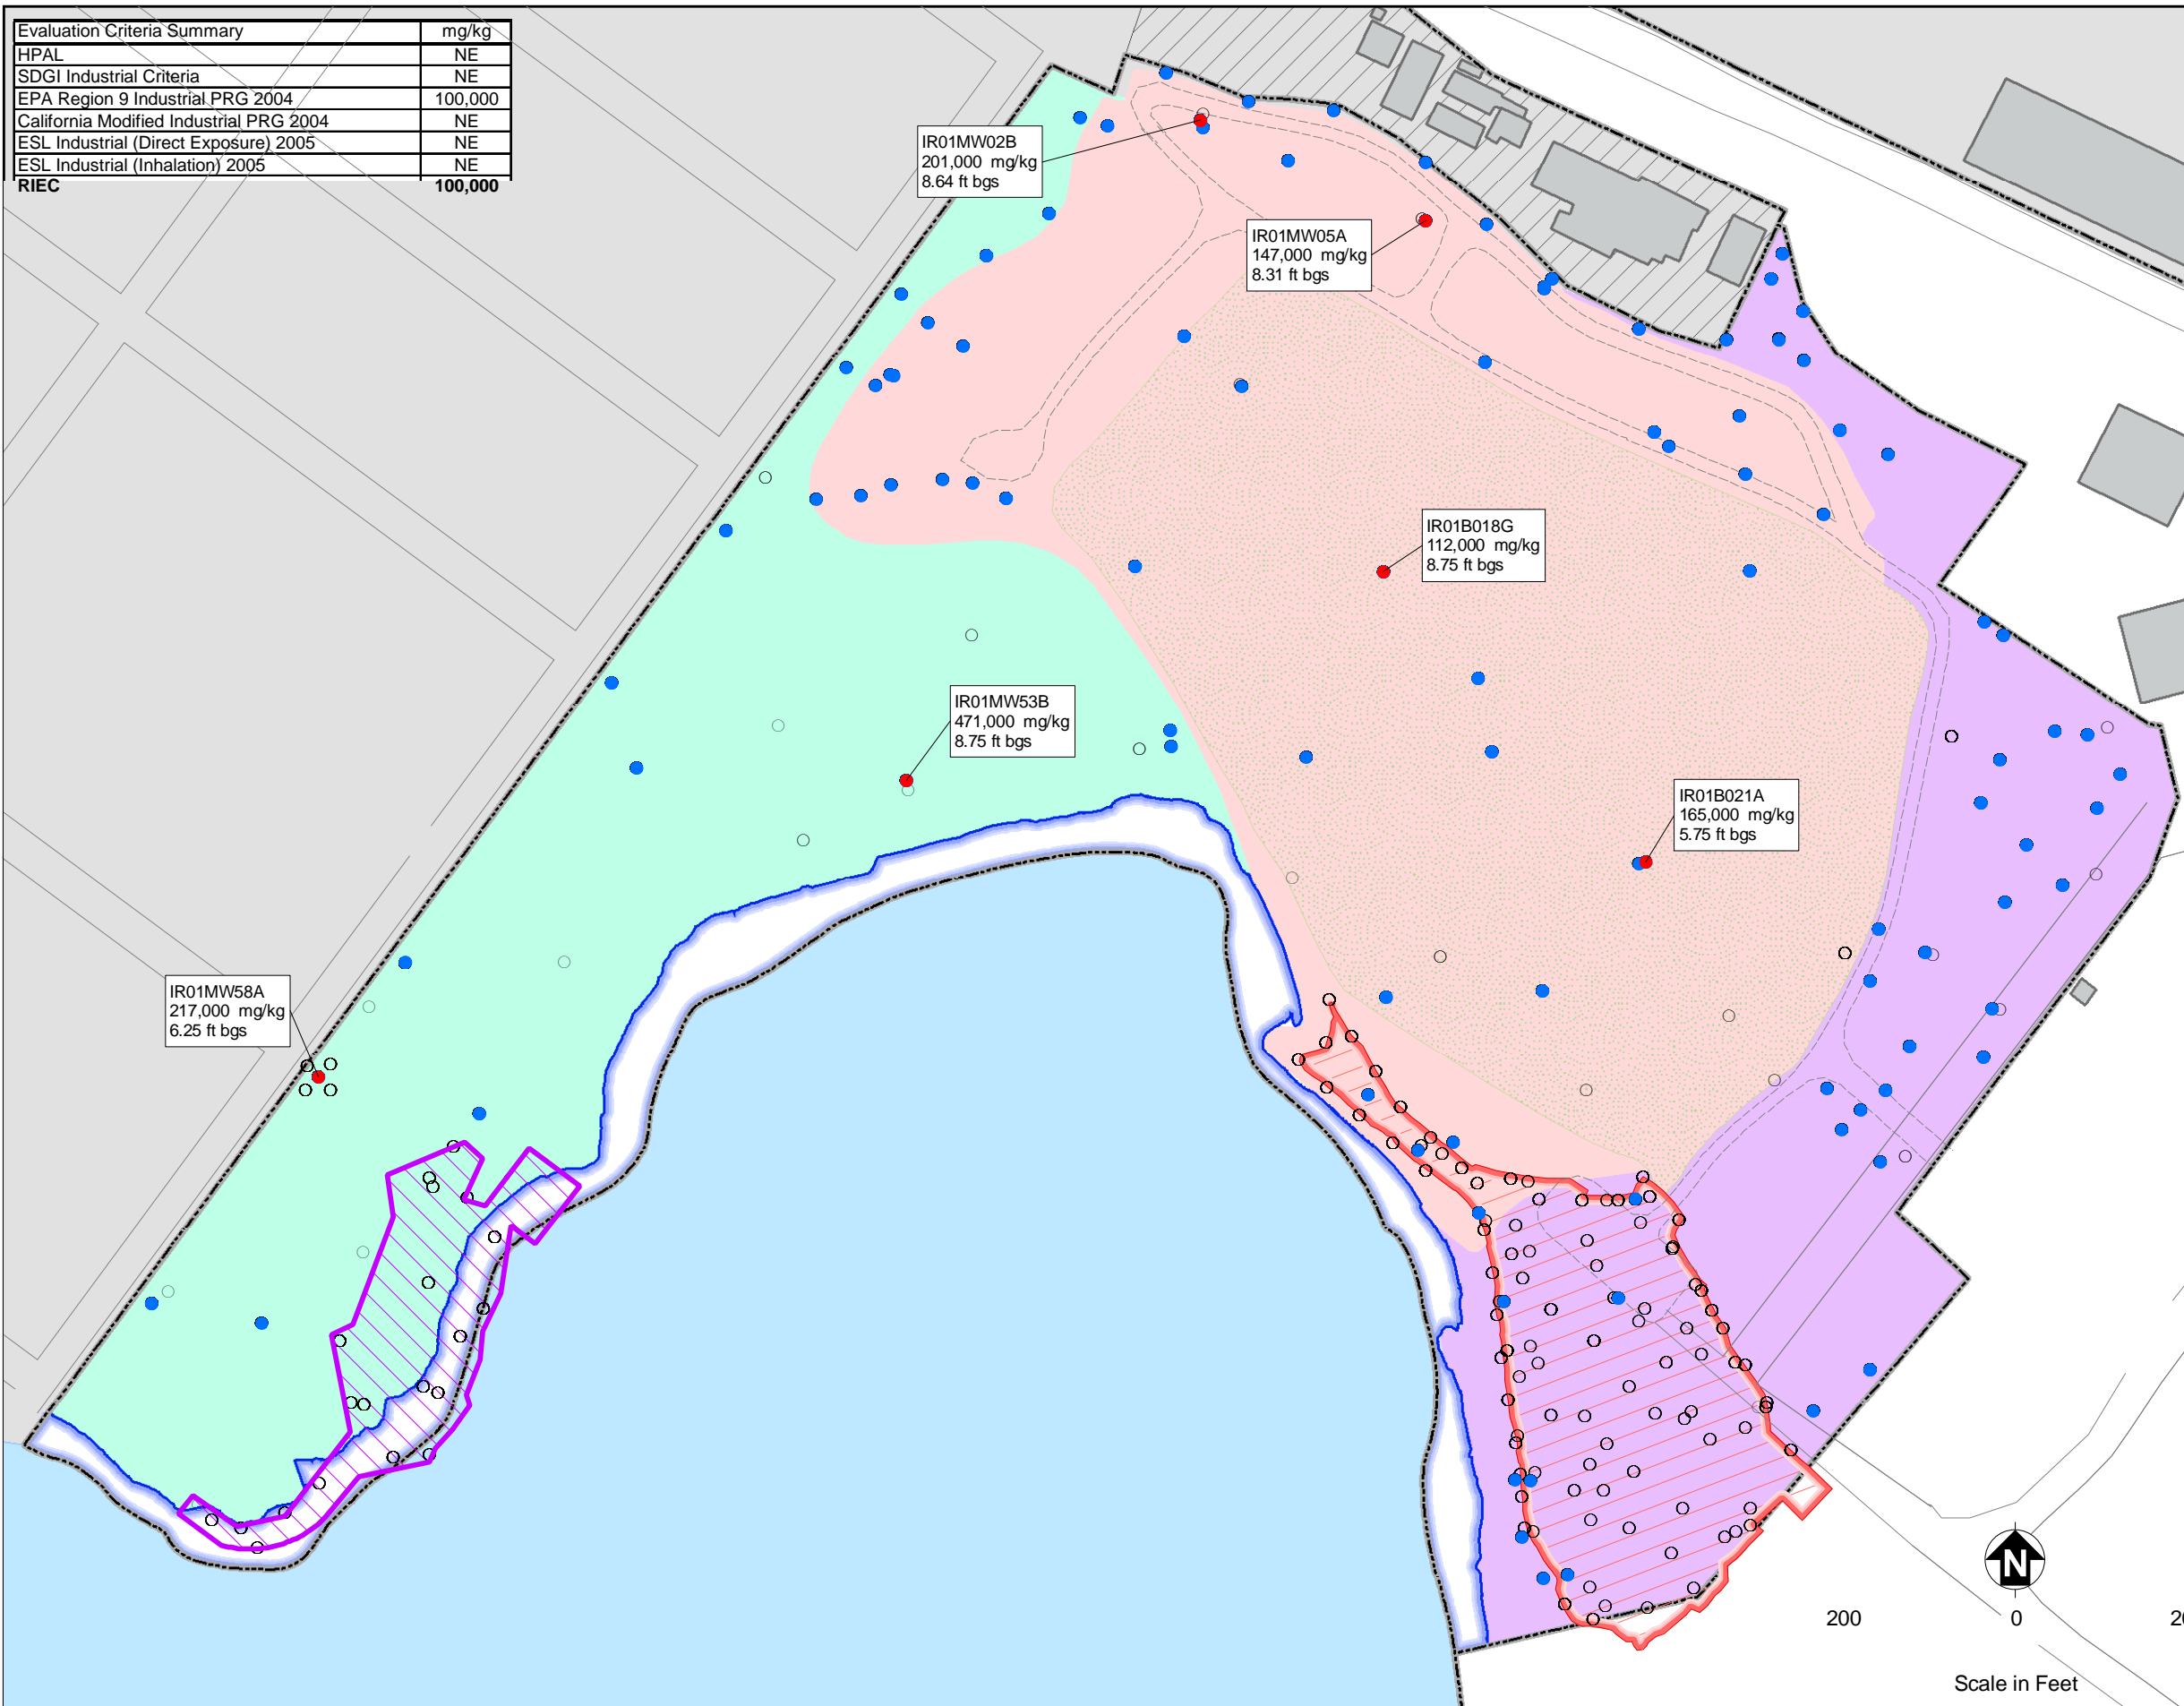 Evaluation Criteria Summary mg/kg
HPAL NE
SDGI Industrial Criteria NE
EPA Region 9 Industrial PRG 2004 100,000
California Modified Industrial PRG 2004 NE
ESL Industrial (Direct Exposure) 2005 NE
ESL Industrial (Inhalation) 2005 NE
RIEC 100,000
IR01MW02B
201,000 mg/kg
8.64 ft bgs
IR01MW05A
147,000 mg/kg
8.31 ft bgs
IR01B018G
112,000 mg/kg
8.75 ft bgs
IR01MW53B
471,000 mg/kg
8.75 ft bgs
IR01B021A
165,000 mg/kg
5.75 ft bgs
IR01MW58A
217,000 mg/kg
6.25 ft bgs
N
200 0
Scale in Feet